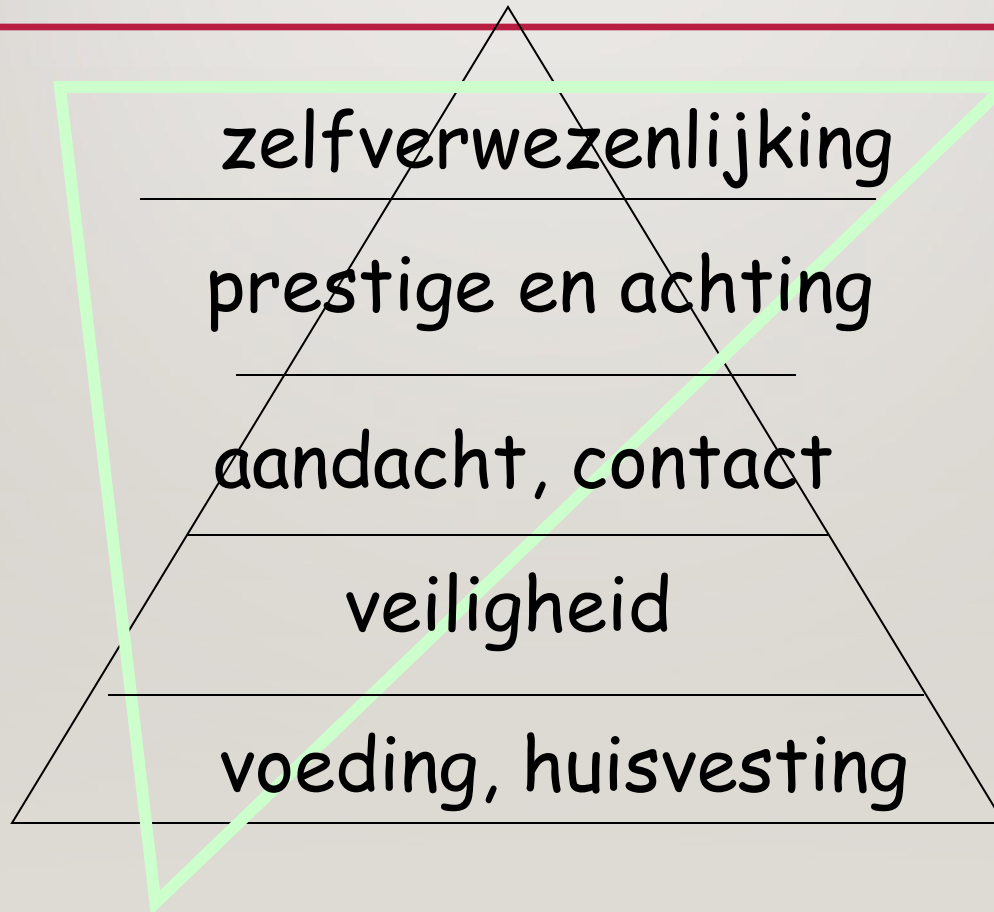 zelfverwezenlijking
prestige en achting
aandacht, contact
veiligheid
voeding, huisvesting